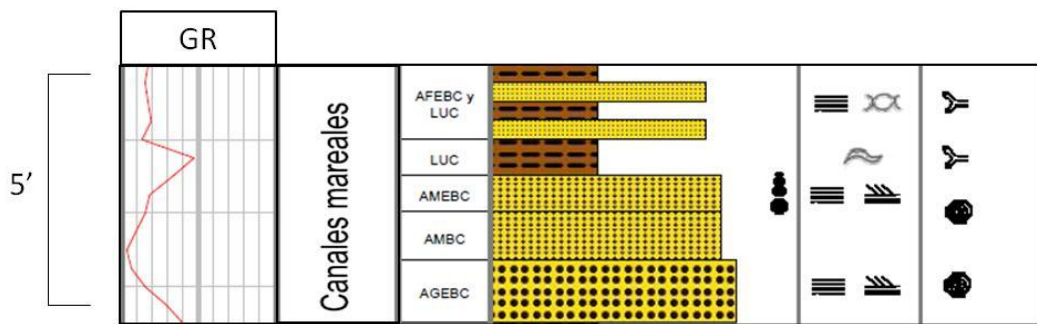 GR
5'
Canales mareales
AFEBC y
LUC
LUC
AMEBC
AMBC
AGEBC